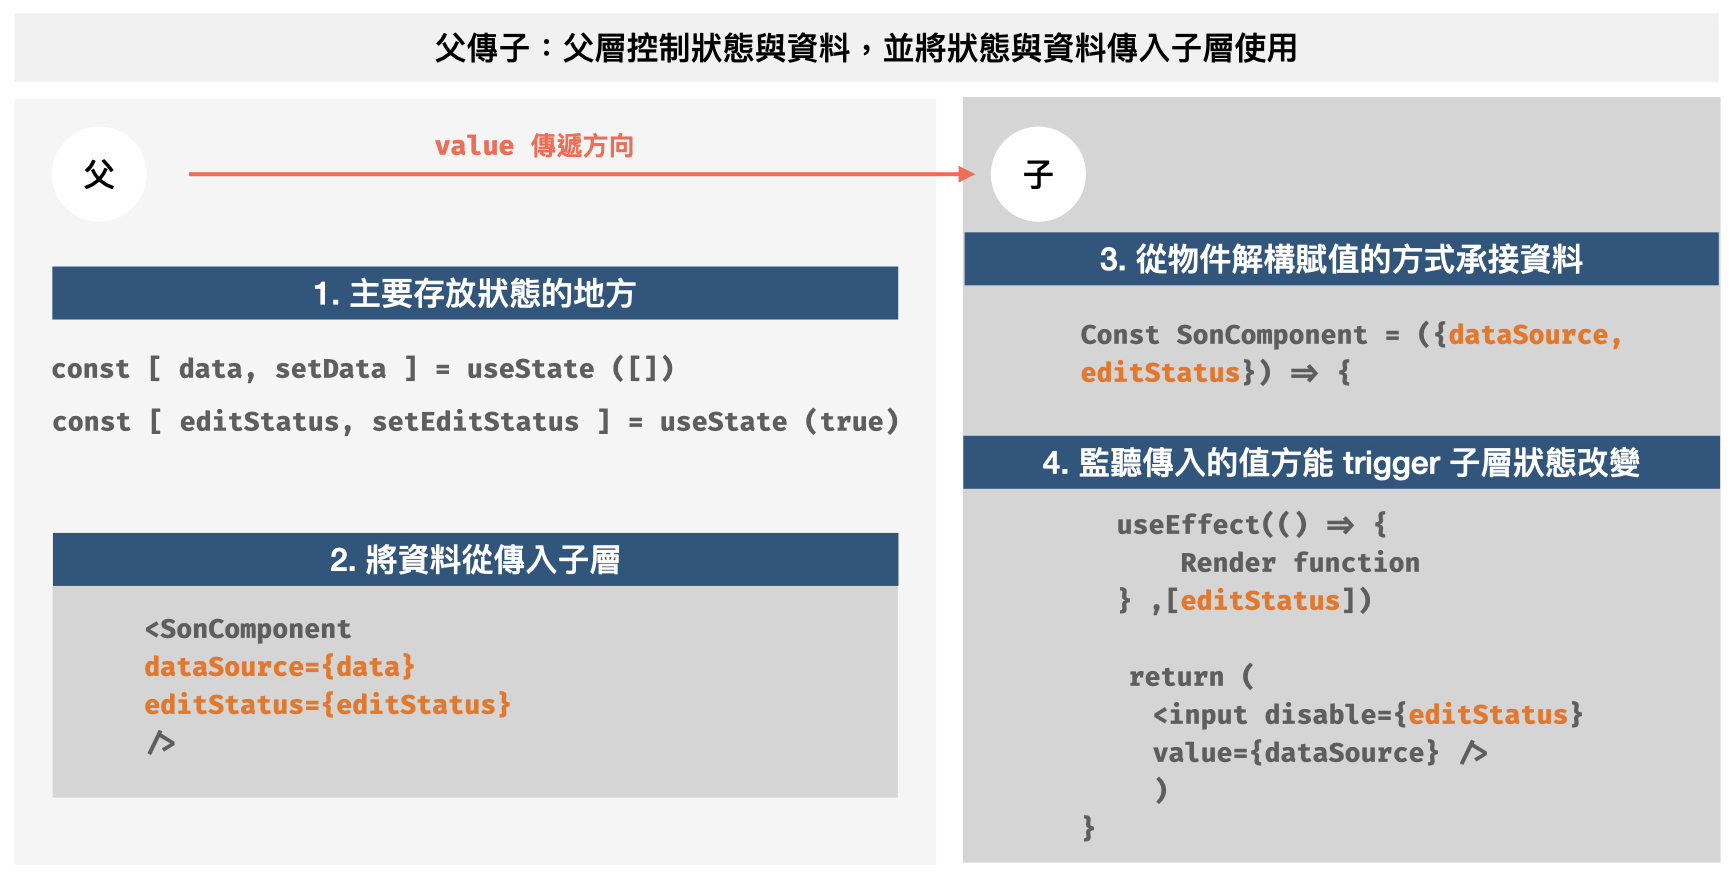 父傳子：父層控制狀態與資料，並將狀態與資料傳入子層使用
父
value 傳遞方向
子
1. 主要存放狀態的地方
const [ data, setData ] = useState ([])
const [ editStatus, setEditStatus ] = useState (true)
2. 將資料從傳入子層
<SonComponent
dataSource={data}
editStatus={editStatus}
/>
3. 從物件解構賦值的方式承接資料
Const SonComponent = ({dataSource,
editStatus}) => {
4. 監聽傳入的值方能 trigger 子層狀態改變
useEffect(() => {
Render function
} ,[editStatus])
return (
<input disable={editStatus}
value={dataSource} />
)
}